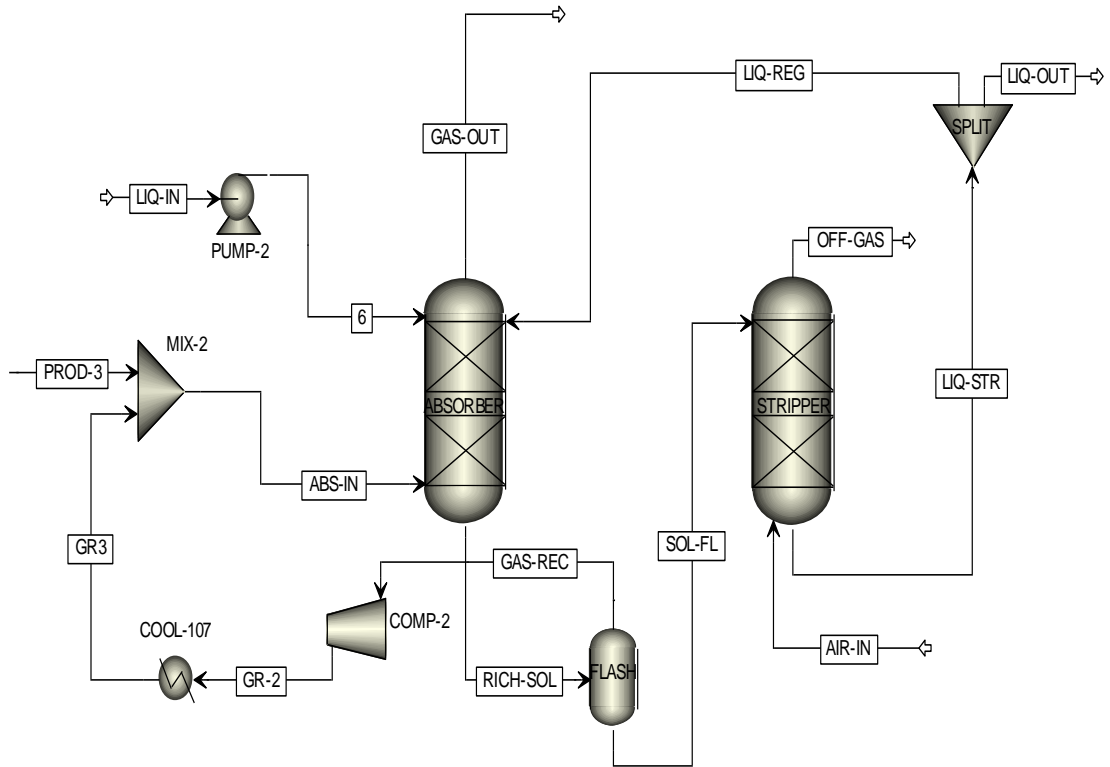 LIQ-REG
LIQ-OUT
SPLIT
GAS-OUT
LIQ-IN
PUMP-2
OFF-GAS
6
MIX-2
PROD-3
LIQ-STR
ABSORBER
STRIPPER
ABS-IN
GR3
SOL-FL
GAS-REC
COMP-2
COOL-107
AIR-IN
GR-2
RICH-SOL
FLASH